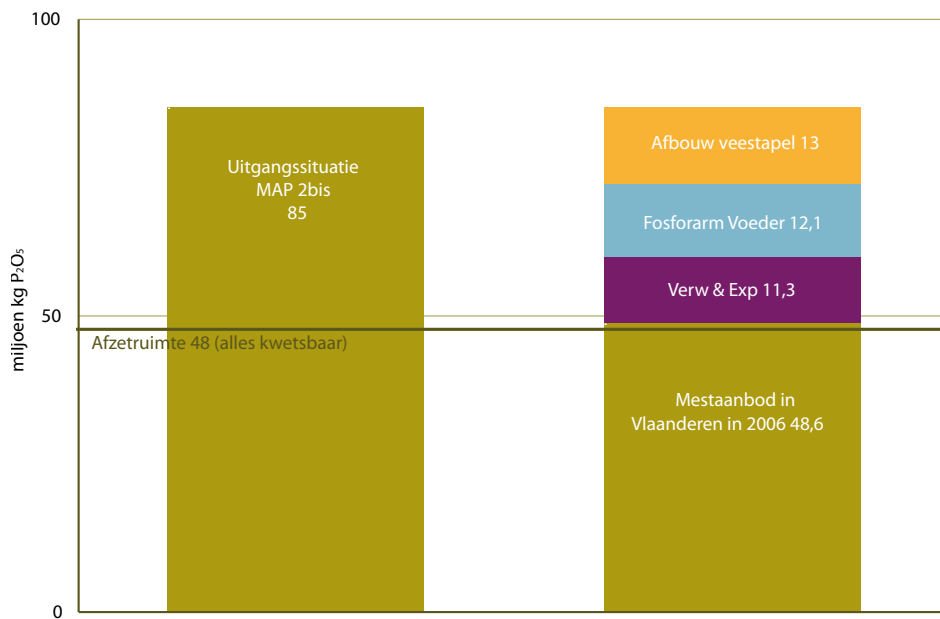 100
50
0
miljoen kg P₂O₅
Uitgangssituatie
MAP 2bis
85
Afzetruimte 48 (alles kwetsbaar)
Afbouw veestapel 13
Fosforarm Voeder 12,1
Verw & Exp 11,3
Mestaanbod in
Vlaanderen in 2006 48,6